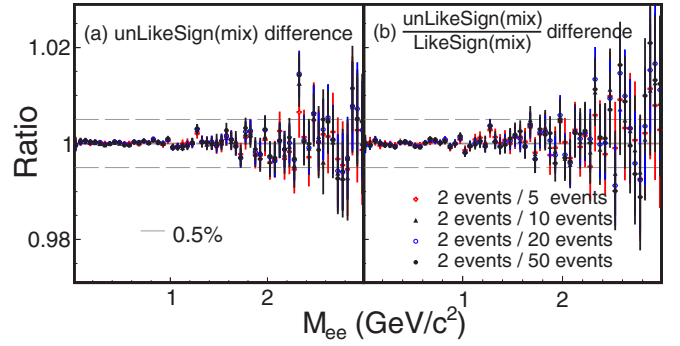 (a) unLikeSign(mix) difference
(b) unLikeSign(mix)
LikeSign(mix) difference
1.02
1
0.98
Ratio
0.5%
2 events / 5 events
2 events / 10 events
2 events / 20 events
2 events / 50 events
1 2 1 2
M_ee (GeV/c²)